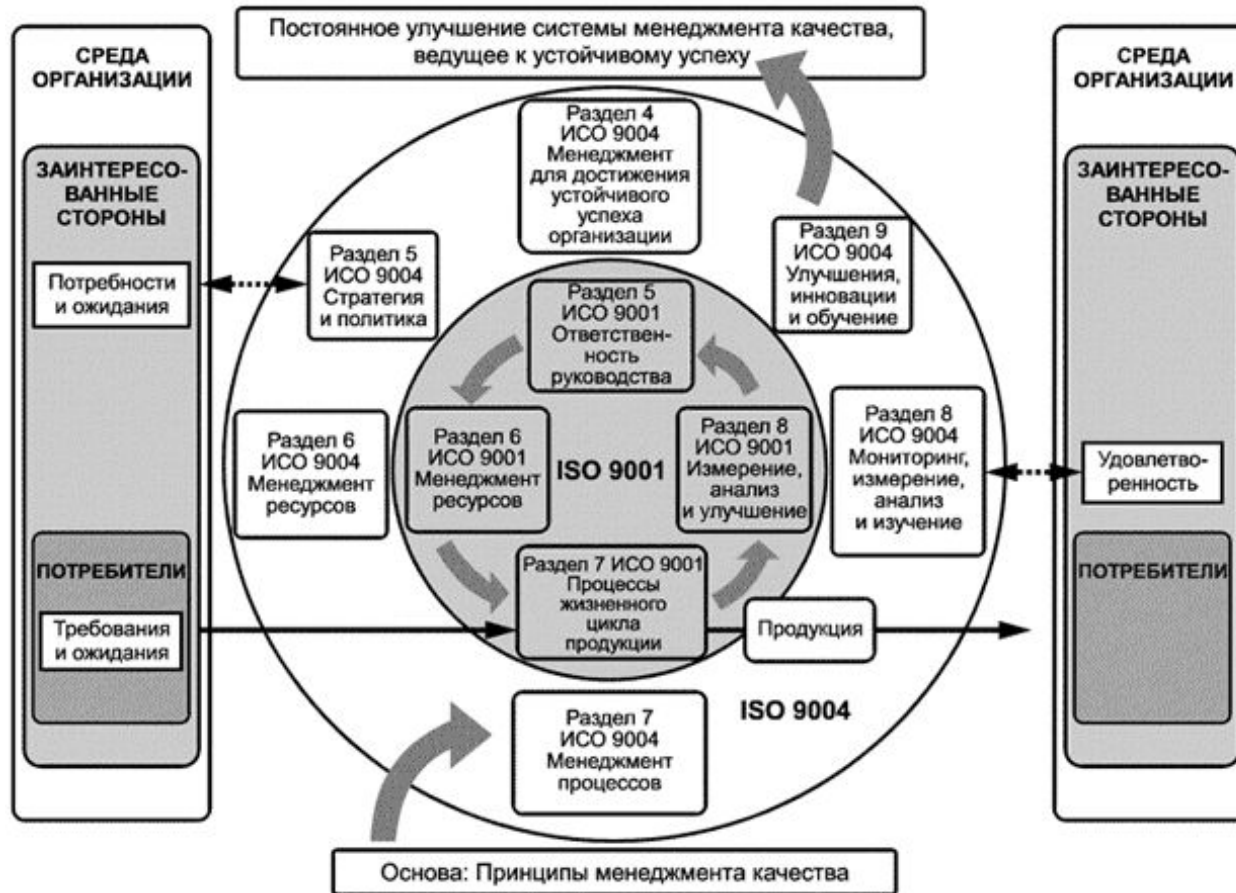 Постоянное улучшение системы менеджмента качества,
ведущее к устойчивому успеху
СРЕДА
ОРГАНИЗАЦИИ
ЗАИНТЕРЕСО-
ВАННЫЕ
СТОРОНЫ
Потребности
и ожидания
ПОТРЕБИТЕЛИ
Требования
и ожидания
Раздел 4
ИСО 9004
Менеджмент
для достижения
устойчивого
успеха
организации
Раздел 5
ИСО 9004
Стратегия
и политика
Раздел 9
ИСО 9004
Улучшения,
инновации
и обучение
Раздел 5
ИСО 9001
Ответствен-
ность
руководства
Раздел 6
ИСО 9004
Менеджмент
ресурсов
Раздел 6
ИСО 9001
Менеджмент
ресурсов
ISO 9001
Раздел 8
ИСО 9001
Измерение,
анализ
и улучшение
Раздел 8
ИСО 9004
Мониторинг,
измерение,
анализ
и изучение
Раздел 7 ИСО 9001
Процессы
жизненного
цикла
продукции
Продукция
ISO 9004
Раздел 7
ИСО 9004
Менеджмент
процессов
СРЕДА
ОРГАНИЗАЦИИ
ЗАИНТЕРЕСО-
ВАННЫЕ
СТОРОНЫ
Удовлетво-
ренность
ПОТРЕБИТЕЛИ
Основа: Принципы менеджмента качества